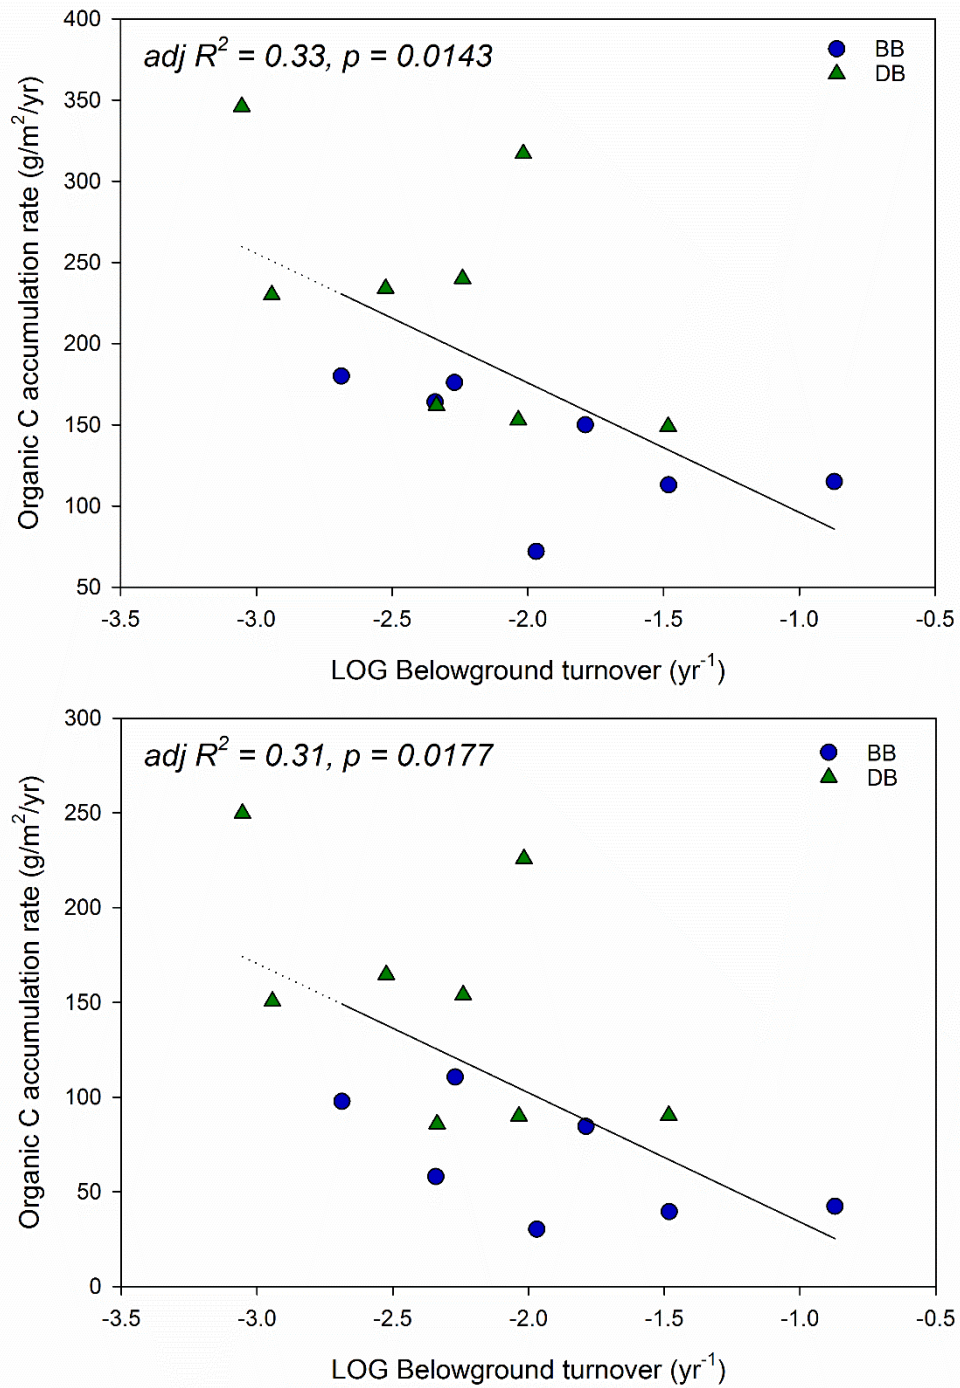 adj R² = 0.33, p = 0.0143
BB
DB
Organic C accumulation rate (g/m²/yr)
400
350
300
250
200
150
100
50
-3.5 -3.0 -2.5 -2.0 -1.5 -1.0 -0.5
LOG Belowground turnover (yr⁻¹)
adj R² = 0.31, p = 0.0177
BB
DB
Organic C accumulation rate (g/m²/yr)
300
250
200
150
100
50
0
-3.5 -3.0 -2.5 -2.0 -1.5 -1.0 -0.5
LOG Belowground turnover (yr⁻¹)